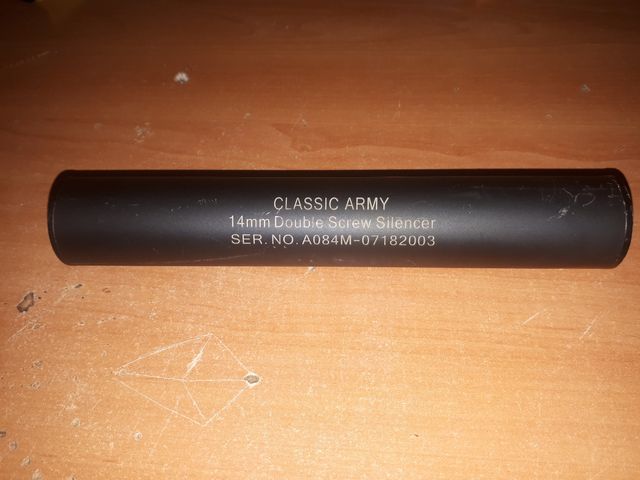 CLASSIC ARMY
14mm Double Screw Silencer
SER. NO. A084M-07182003